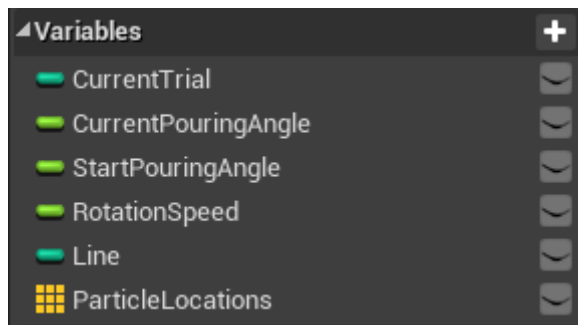 Variables
CurrentTrial
CurrentPouringAngle
StartPouringAngle
RotationSpeed
Line
ParticleLocations